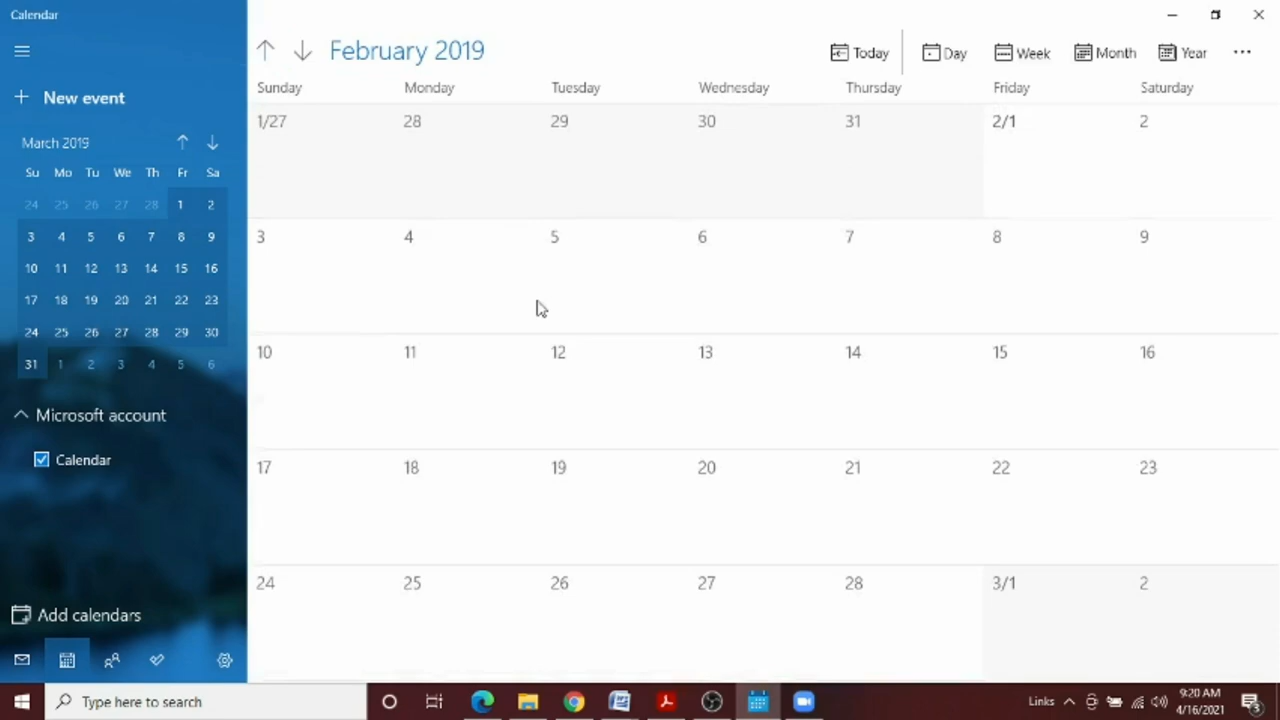 Calendar
New event
March 2019
Su Mo Tu We Th Fr Sa
24 25 26 27 28 1 2
3 4 5 6 7 8 9
10 11 12 13 14 15 16
17 18 19 20 21 22 23
24 25 26 27 28 29 30
31 1 2 3 4 5 6
Microsoft account
Calendar
Add calendars
February 2019
Today Day Week Month Year
Sunday Monday Tuesday Wednesday Thursday Friday Saturday
1/27 28 29 30 31 2/1 2
3 4 5 6 7 8 9
10 11 12 13 14 15 16
17 18 19 20 21 22 23
24 25 26 27 28 3/1 2
Type here to search
Links
9:20 AM
4/16/2021
3